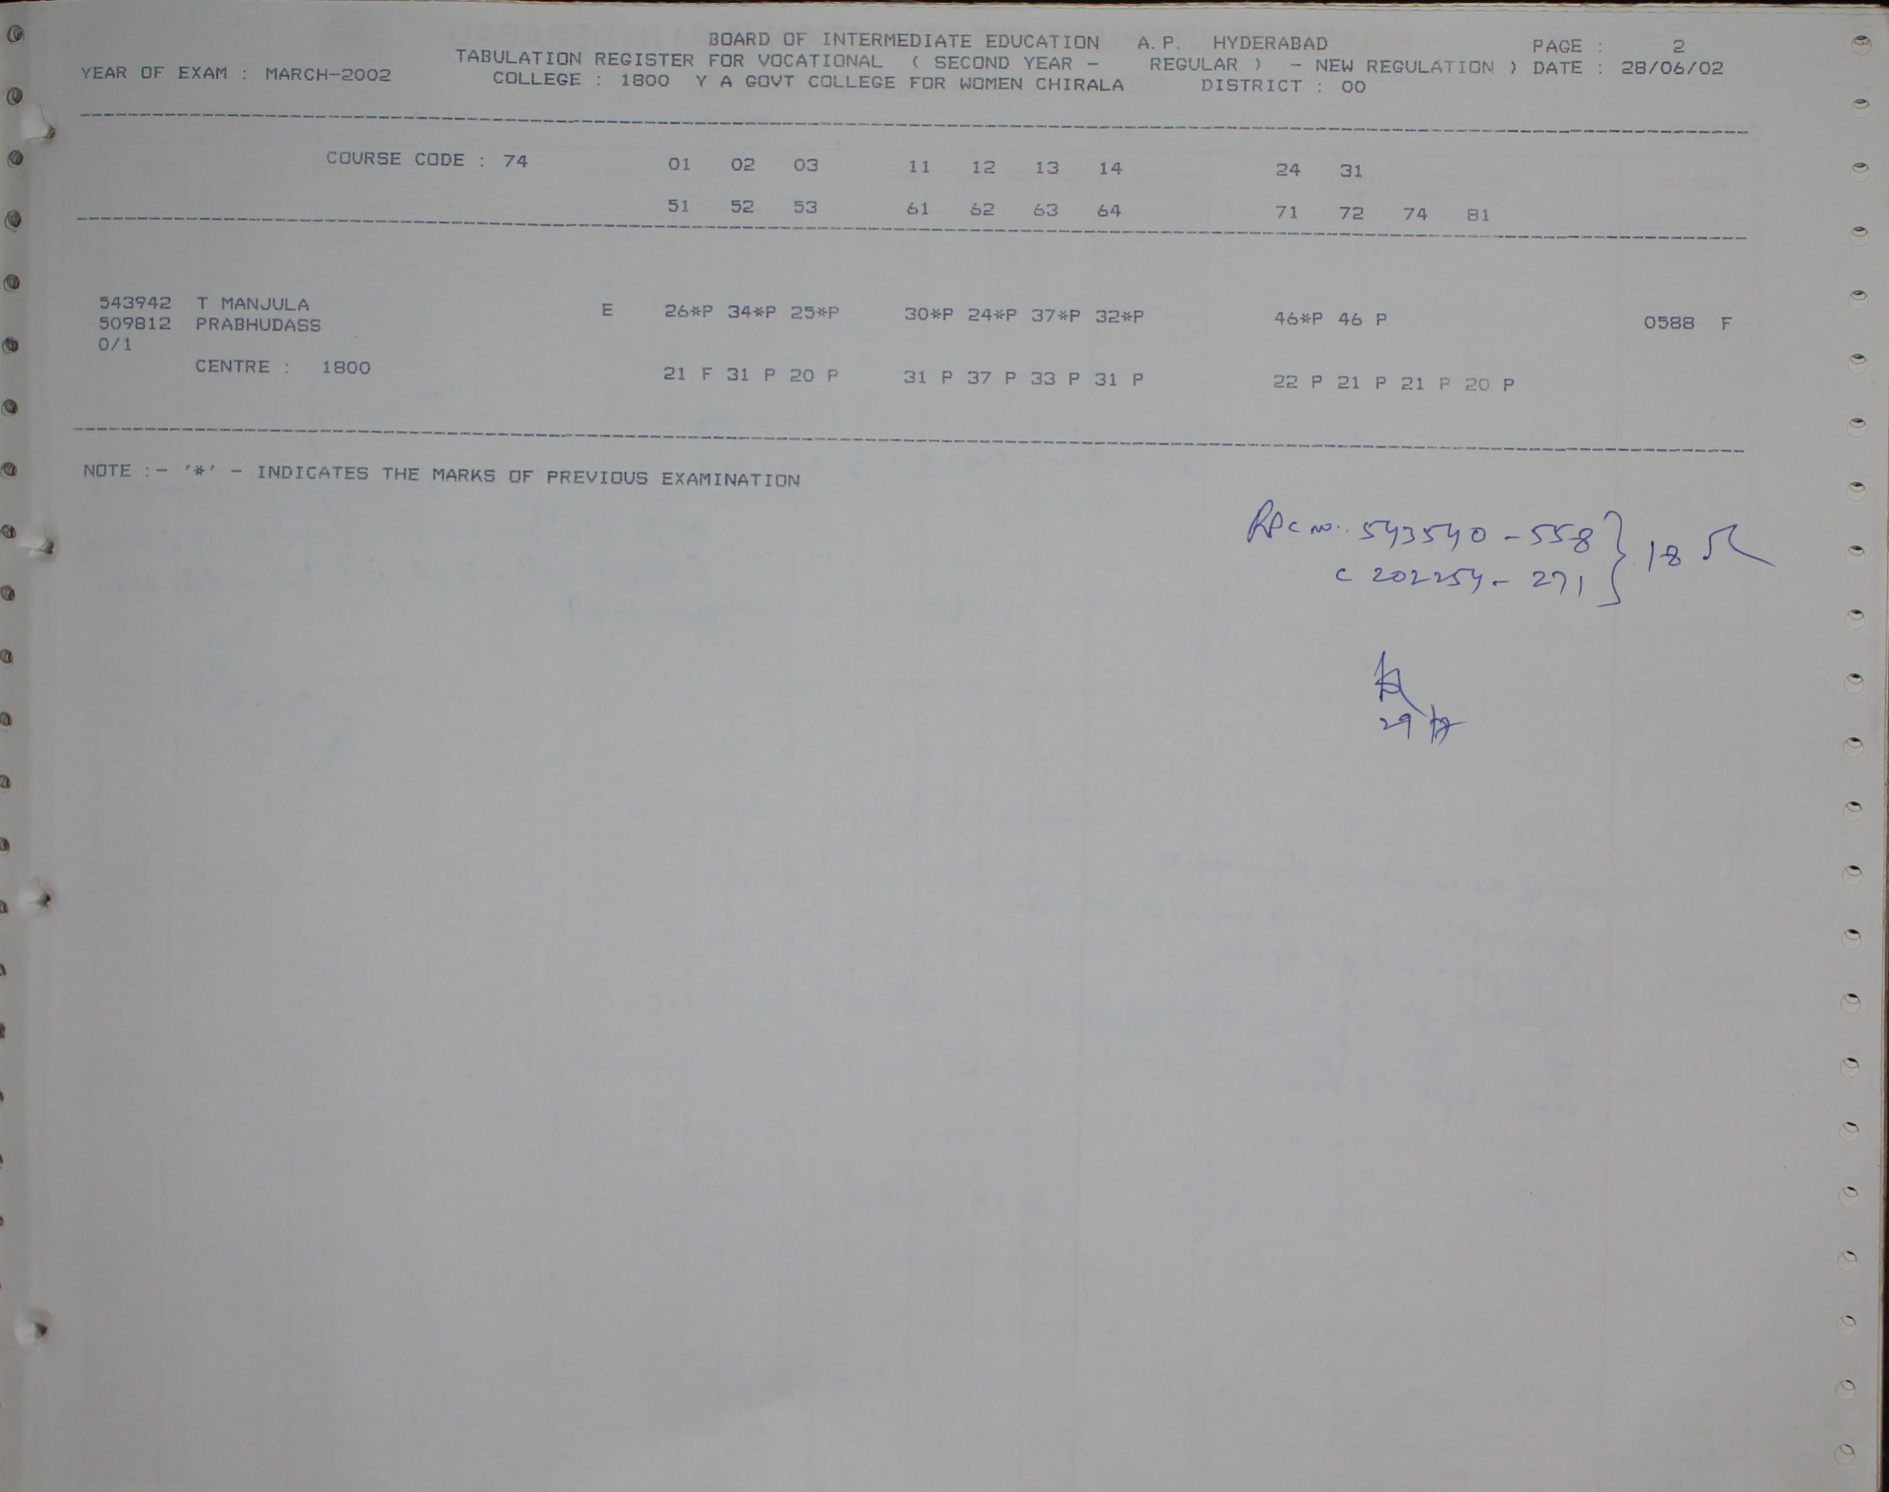 BOARD OF INTERMEDIATE EDUCATION A.P. HYDERABAD PAGE : 2
TABULATION REGISTER FOR VOCATIONAL ( SECOND YEAR - REGULAR ) - NEW REGULATION ) DATE : 28/06/02
YEAR OF EXAM : MARCH-2002 COLLEGE : 1800 Y A GOVT COLLEGE FOR WOMEN CHIRALA DISTRICT : 00
COURSE CODE : 74 01 02 03 11 12 13 14 24 31
51 52 53 61 62 63 64 71 72 74 81
543942 T MANJULA E 26*P 34*P 25*P 30*P 24*P 37*P 32*P 46*P 46 P 0588 F
509812 PRABHUDASS
0/1
CENTRE : 1800 21 F 31 P 20 P 31 P 37 P 33 P 31 P 22 P 21 P 21 P 20 P
NOTE :- '*' - INDICATES THE MARKS OF PREVIOUS EXAMINATION
543540 - 558 } 18
c 202254 - 271
29